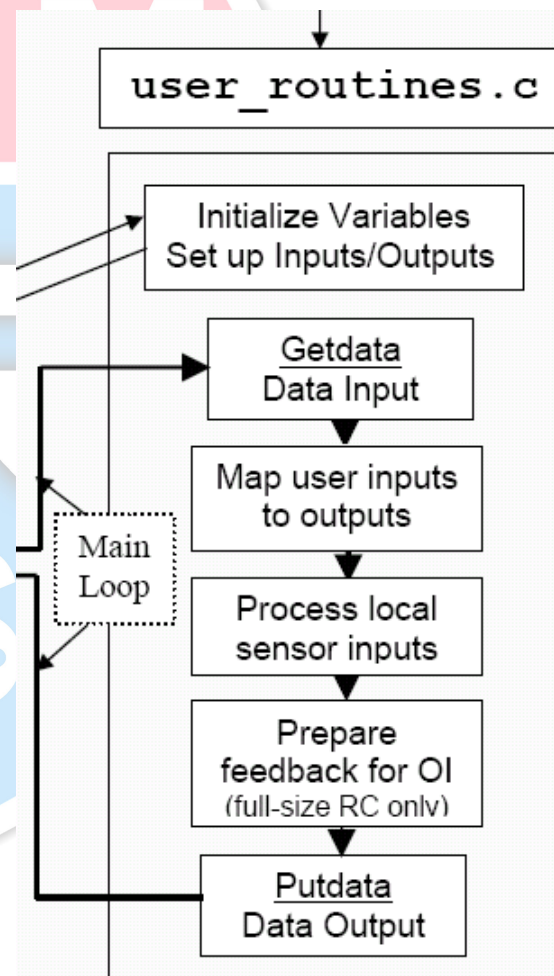 user_routines.c
Initialize Variables
Set up Inputs/Outputs
Getdata
Data Input
Map user inputs
to outputs
Main
Loop
Process local
sensor inputs
Prepare
feedback for OI
(full-size RC only)
Putdata
Data Output